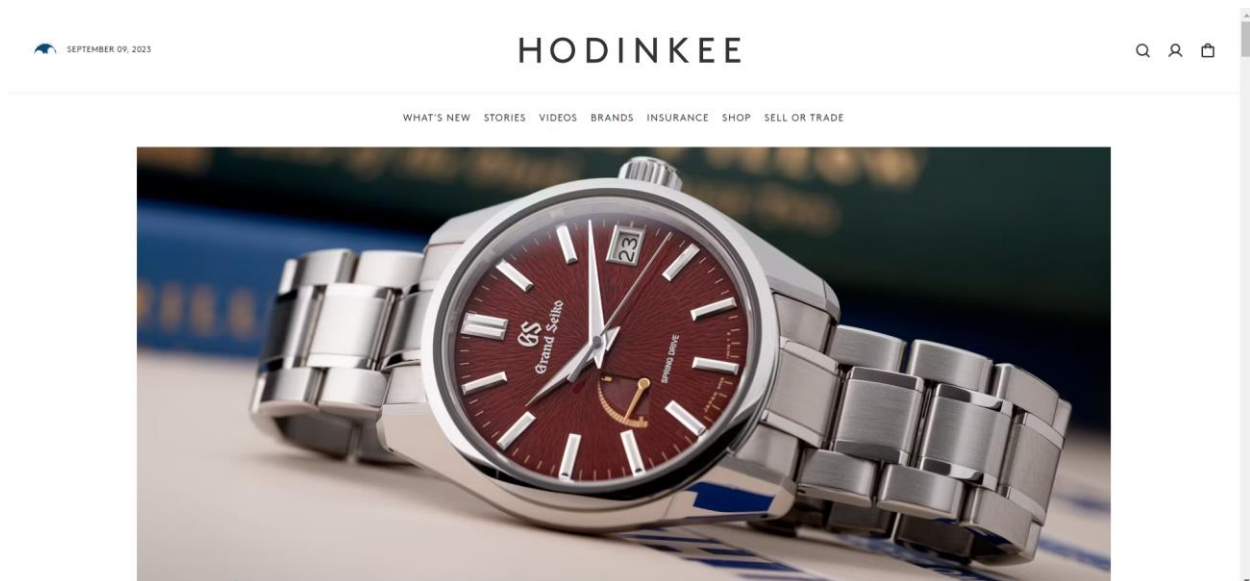 SEPTEMBER 09, 2023
HODINKEE
WHAT'S NEW STORIES VIDEOS BRANDS INSURANCE SHOP SELL OR TRADE
23
GS
Grand Seiko
SPRING DRIVE